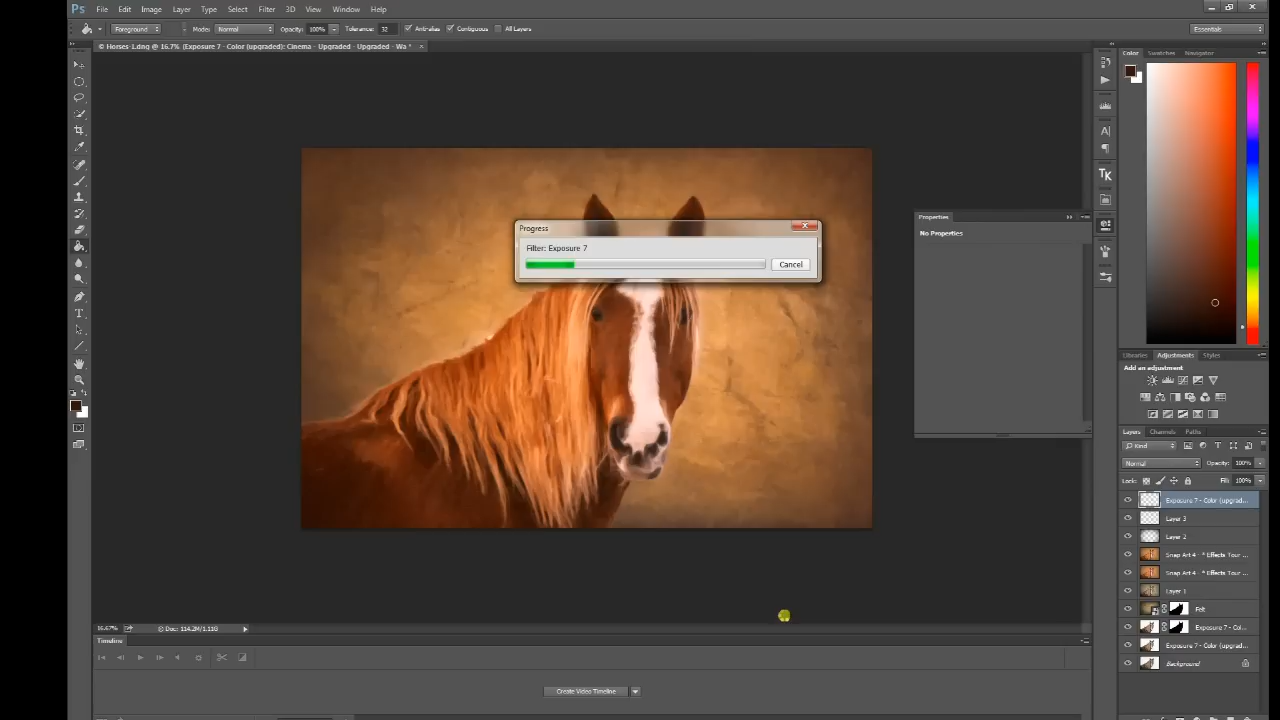 Ps File Edit Image Layer Type Select Filter 3D View Window Help
Foreground Mode: Normal Opacity: 100% Tolerance: 32 Anti-alias Contiguous All Layers Essentials
© Horses-1.dng @ 16.7% (Exposure 7 - Color (upgraded): Cinema - Upgraded - Upgraded - Wa * ×
Color Swatches Navigator
TK
Properties
No Properties
Progress
Filter: Exposure 7
Cancel
Libraries Adjustments Styles
Add an adjustment
Layers Channels Paths
Kind
Normal Opacity: 100%
Lock: Fill: 100%
Exposure 7 - Color (upgrad...
Layer 3
Layer 2
Snap Art 4 - * Effects Tour ...
Snap Art 4 - * Effects Tour ...
Layer 1
Felt
Exposure 7 - Col...
Exposure 7 - Color (upgrad...
Background
16.67% Doc: 114.2M/1.11G
Timeline
Create Video Timeline